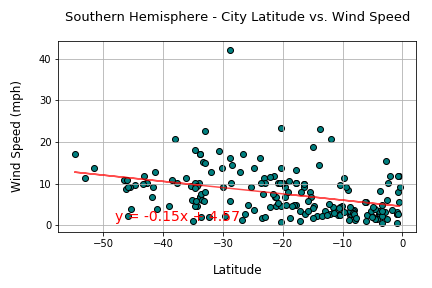 Southern Hemisphere - City Latitude vs. Wind Speed
Wind Speed (mph)
40
30
20
10
0
y = -0.15x + 4.57
−50
−40
−30
−20
−10
0
Latitude